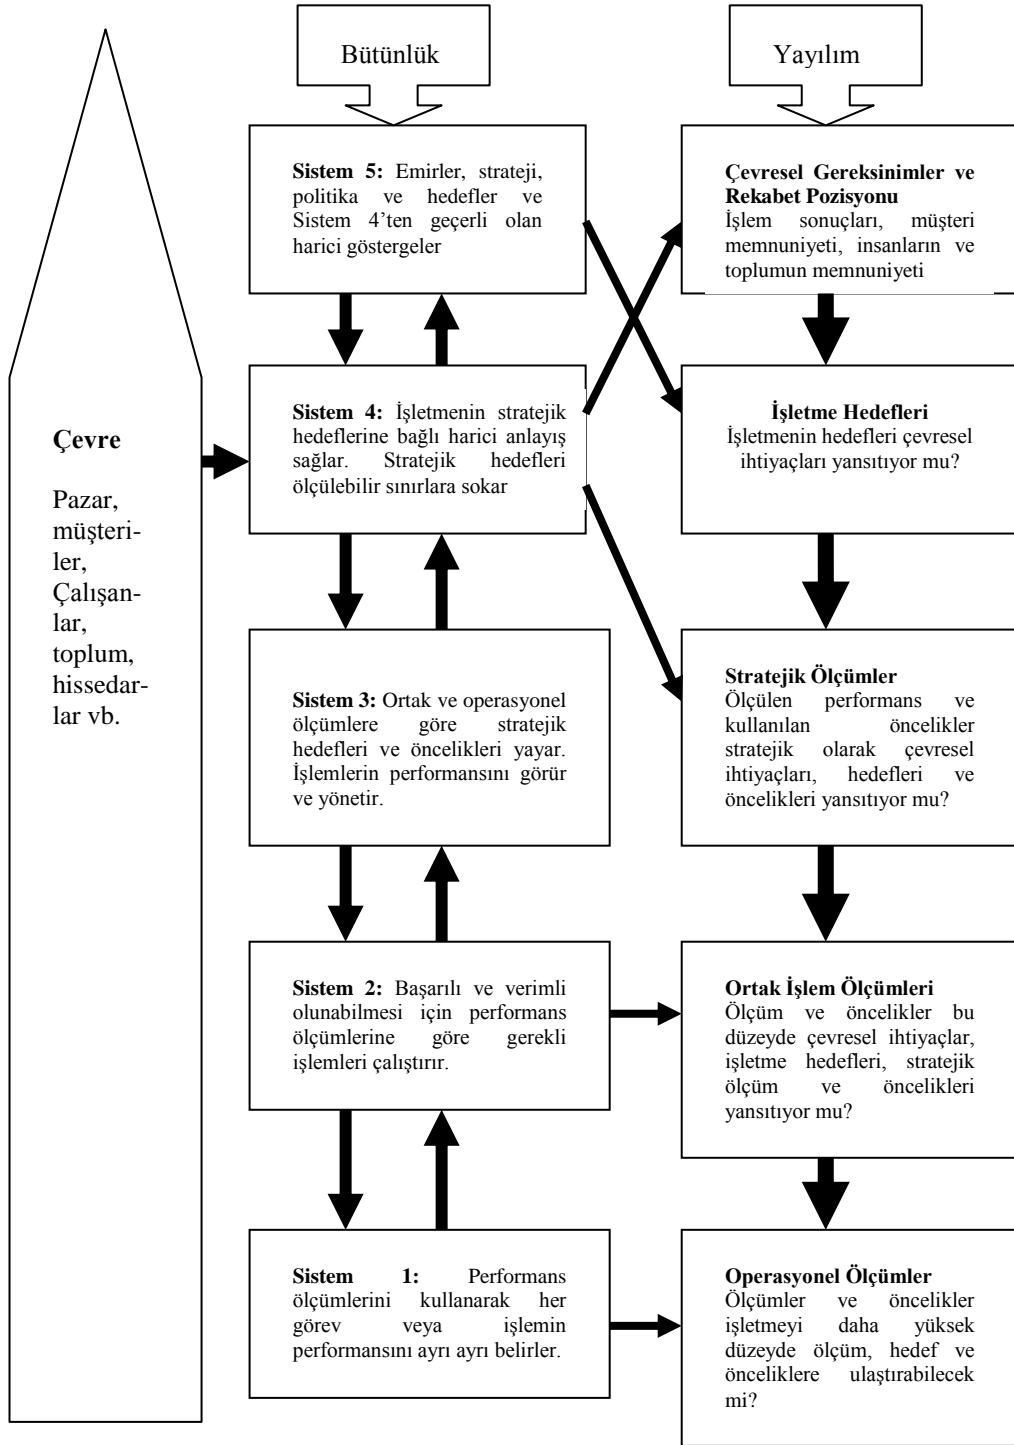 Bütünlük
Yayılım
Çevre
Pazar,
müşteri-
ler,
Çalışan-
lar,
toplum,
hissedar-
lar vb.
Sistem 5: Emirler, strateji,
politika ve hedefler ve
Sistem 4’ten geçerli olan
harici göstergeler
Çevresel Gereksinimler ve
Rekabet Pozisyonu
İşlem sonuçları, müşteri
memnuniyeti, insanların ve
toplumun memnuniyeti
Sistem 4: İşletmenin stratejik
hedeflerine bağlı harici anlayış
sağlar. Stratejik hedefleri
ölçülebilir sınırlara sokar
İşletme Hedefleri
İşletmenin hedefleri çevresel
ihtiyaçları yansıtıyor mu?
Sistem 3: Ortak ve operasyonel
ölçümlere göre stratejik
hedefleri ve öncelikleri yayar.
İşlemlerin performansını görür
ve yönetir.
Stratejik Ölçümler
Ölçülen performans ve
kullanılan öncelikler
stratejik olarak çevresel
ihtiyaçları, hedefleri ve
öncelikleri yansıtıyor mu?
Sistem 2: Başarılı ve verimli
olunabilmesi için performans
ölçümlerine göre gerekli
işlemleri çalıştırır.
Ortak İşlem Ölçümleri
Ölçüm ve öncelikler bu
düzeyde çevresel ihtiyaçlar,
işletme hedefleri, stratejik
ölçüm ve öncelikleri
yansıtıyor mu?
Sistem 1: Performans
ölçümlerini kullanarak her
görev veya işlemin
performansını ayrı ayrı belirler.
Operasyonel Ölçümler
Ölçümler ve öncelikler
işletmeyi daha yüksek
düzeyde ölçüm, hedef ve
önceliklere ulaştırabilecek
mi?